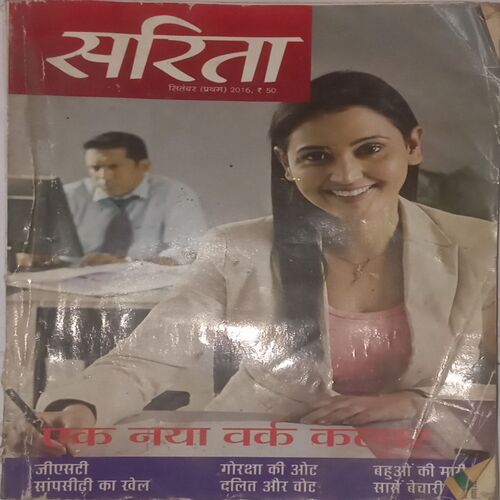 सरिता
सितंबर (प्रथम) 2016, ₹ 50
एक नया वर्क कल्चर
जीएसटी
सांपसीढ़ी का खेल
गोरक्षा की ओट
दलित और वोट
बहुओं की मारी
सासें बेचारी